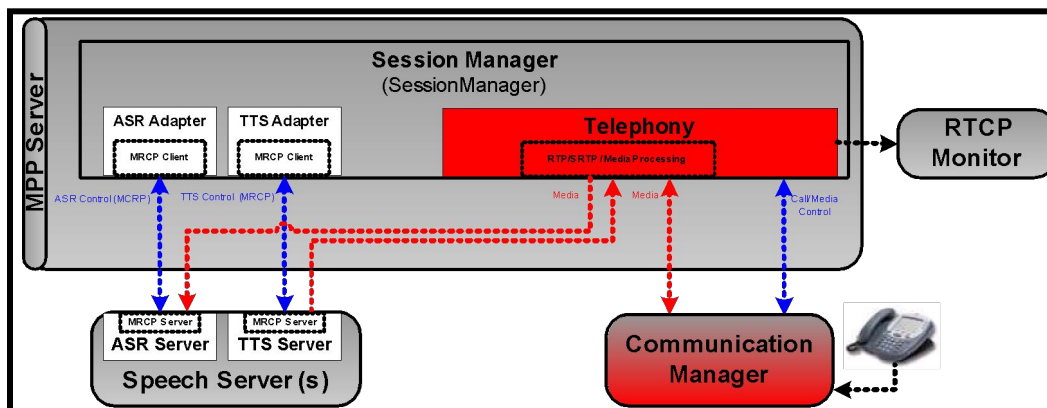 MPP Server
Session Manager
(SessionManager)
ASR Adapter
MRCP Client
TTS Adapter
MRCP Client
Telephony
RTP/SRTP/Media Processing
RTCP
Monitor
ASR Control (MCRP)
TTS Control (MRCP)
Media
Media
Call/Media
Control
MRCP Server
ASR Server
MRCP Server
TTS Server
Speech Server (s)
Communication
Manager